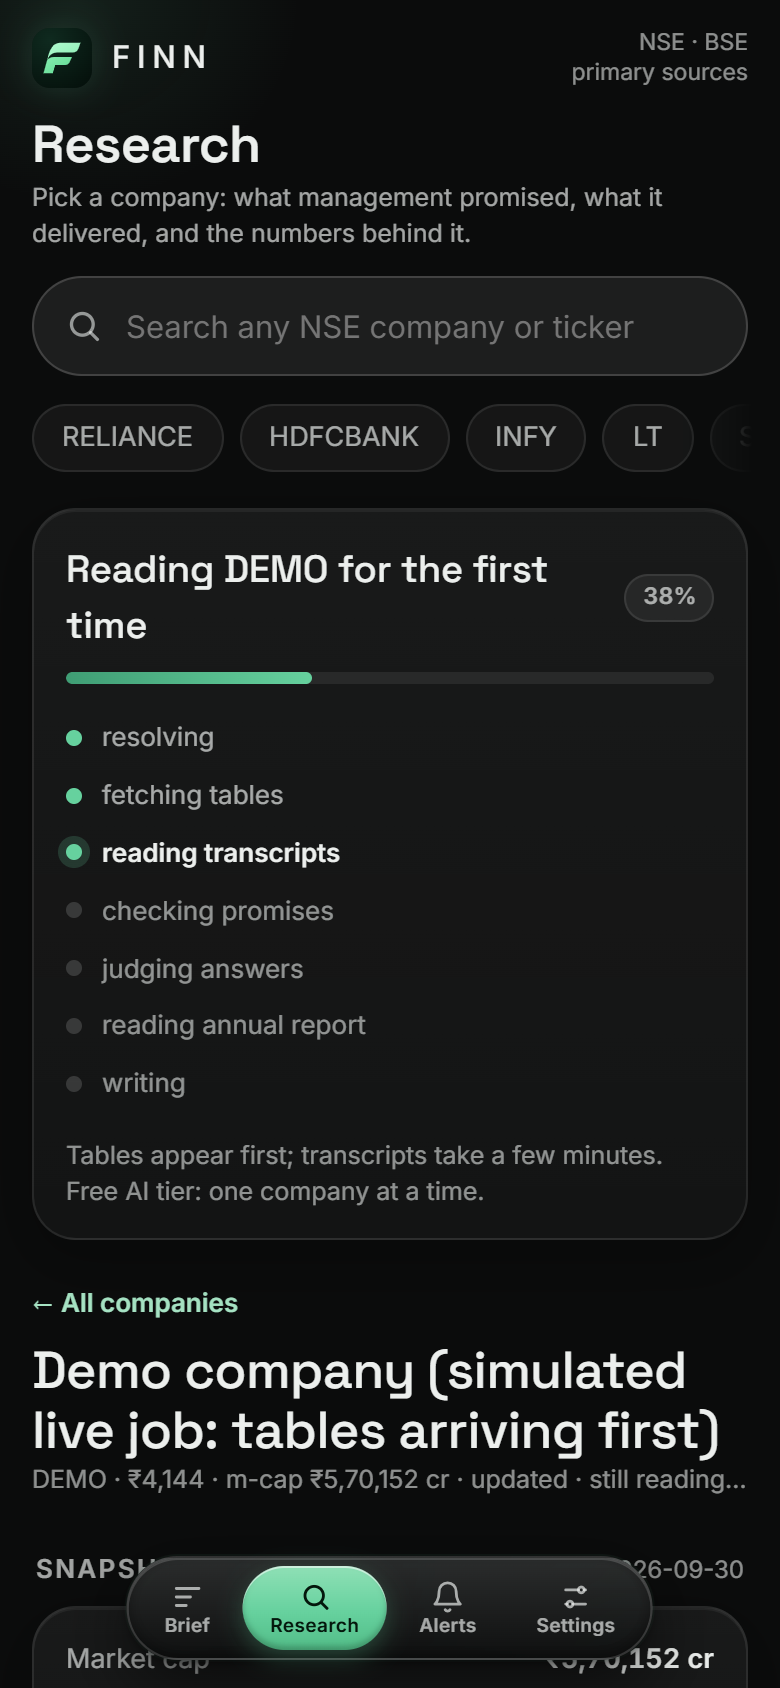 FINN
NSE · BSE
primary sources
Research
Pick a company: what management promised, what it
delivered, and the numbers behind it.
Search any NSE company or ticker
RELIANCE HDFCBANK INFY LT
Reading DEMO for the first
time
38%
resolving
fetching tables
reading transcripts
checking promises
judging answers
reading annual report
writing
Tables appear first; transcripts take a few minutes.
Free AI tier: one company at a time.
← All companies
Demo company (simulated
live job: tables arriving first)
DEMO · ₹4,144 · m-cap ₹5,70,152 cr · updated · still reading...
Brief Research Alerts Settings
Market cap ₹5,70,152 cr